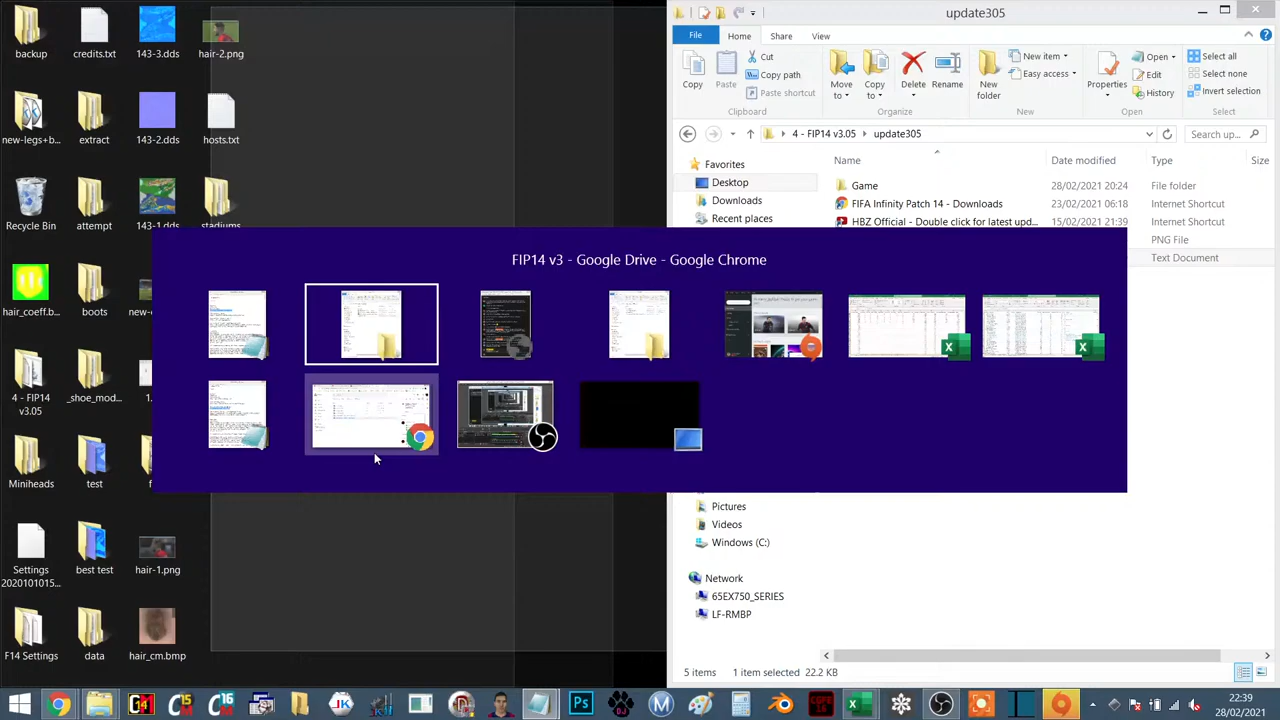 update305
File
Home
Share
View
Copy
Paste
Cut
Copy path
Paste shortcut
Clipboard
Move to
Copy to
Delete
Rename
Organize
New folder
New item
Easy access
New
Properties
Open
Edit
History
Open
Select all
Select none
Invert selection
Select
4 - FIP14 v3.05
update305
Search up...
Favorites
Desktop
Downloads
Recent places
Name
Date modified
Type
Size
Game
28/02/2021 20:24
File folder
FIFA Infinity Patch 14 - Downloads
23/02/2021 06:18
Internet Shortcut
HBZ Official - Double click for latest upd...
15/02/2021 21:39
Internet Shortcut
PNG File
Text Document
FIP14 v3 - Google Drive - Google Chrome
Pictures
Videos
Windows (C:)
Network
65EX750_SERIES
LF-RMBP
5 items
1 item selected 22.2 KB
backup
credits.txt
143-3.dds
hair-2.png
new-legs+b...
extract
143-2.dds
hosts.txt
Recycle Bin
attempt
143-1.dds
stadiums
hair_coeff.b...
boots
4 - FIP14 v3.05
_shoe_mod...
Miniheads
test
Settings 2020101015...
best test
hair-1.png
F14 Settings
data
hair_cm.bmp
22:39
28/02/2021